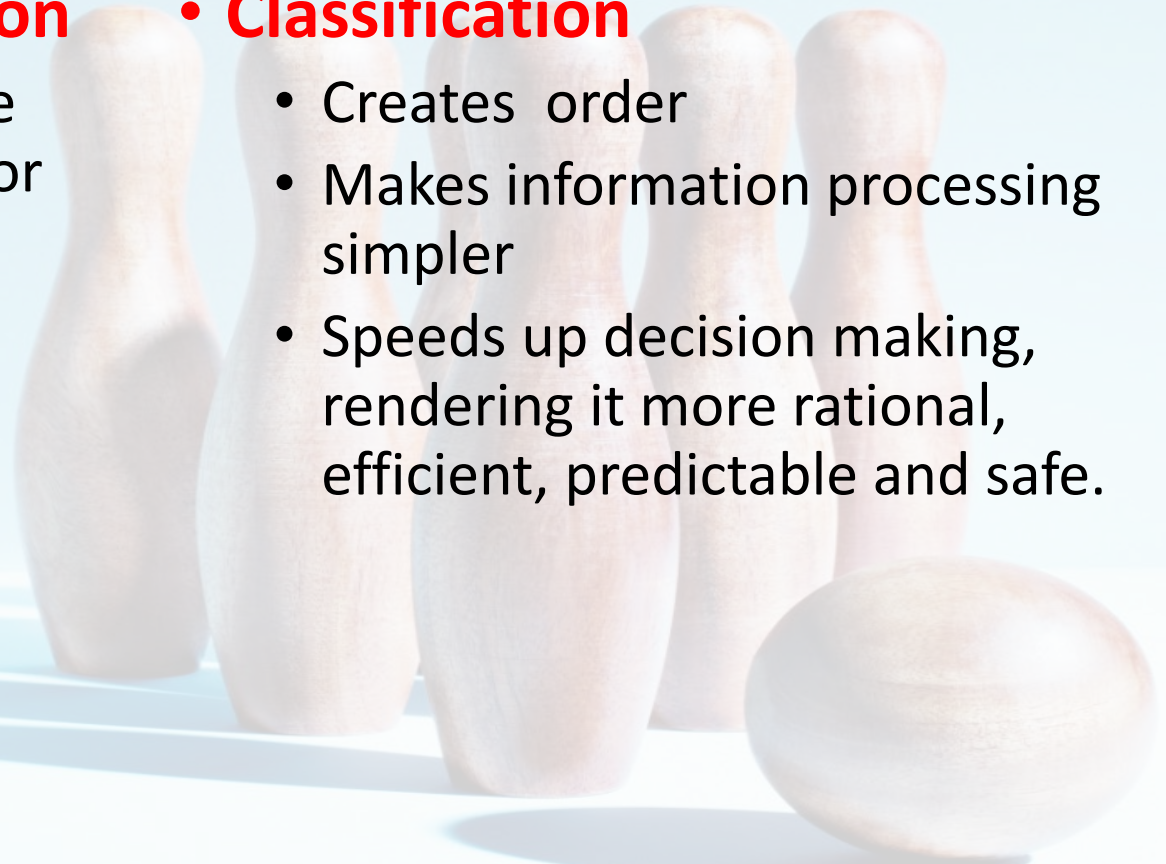 on
• Classification
e
or
• Creates  order
• Makes information processing
simpler
• Speeds up decision making,
rendering it more rational,
efficient, predictable and safe.